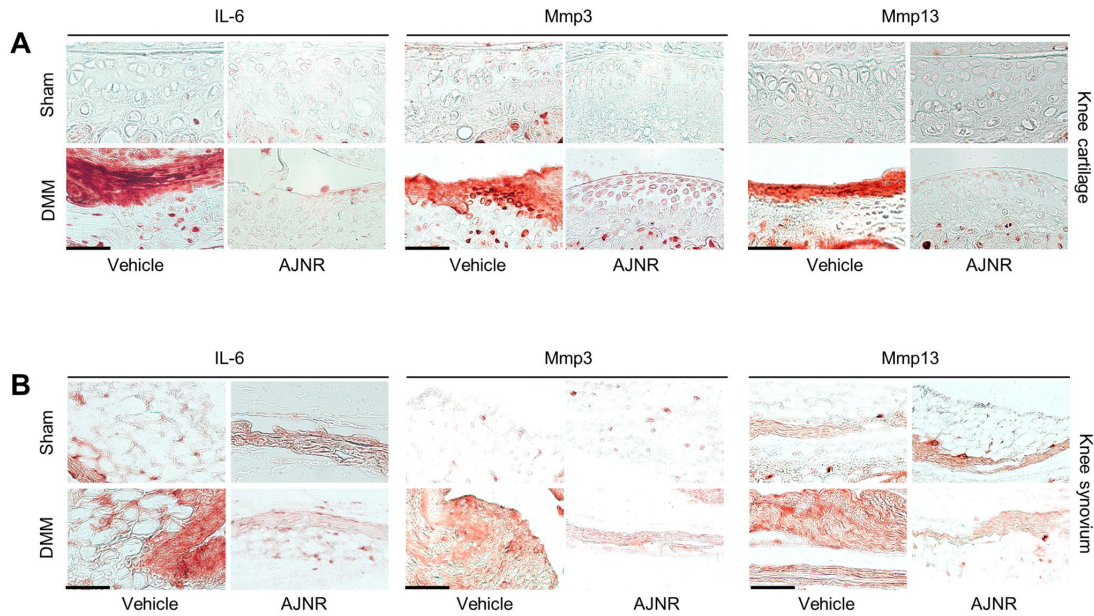 IL-6 Mmp3 Mmp13
A
Sham
DMM
Knee cartilage
Vehicle AJNR Vehicle AJNR Vehicle AJNR
IL-6 Mmp3 Mmp13
B
Sham
DMM
Knee synovium
Vehicle AJNR Vehicle AJNR Vehicle AJNR